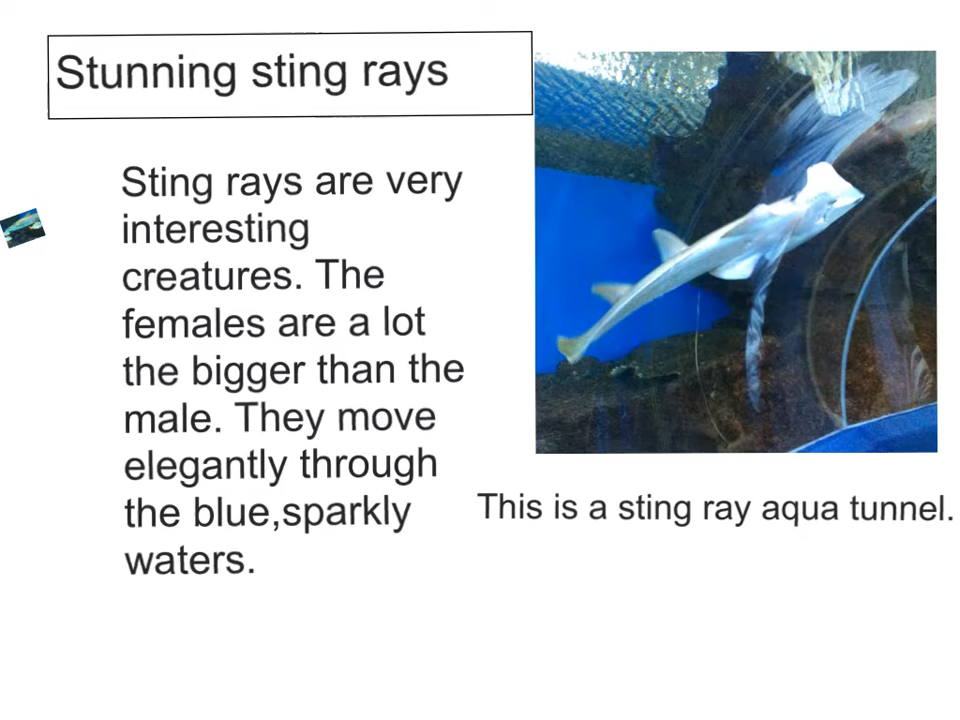 Stunning sting rays
Sting rays are very
interesting
creatures. The
females are a lot
the bigger than the
male. They move
elegantly through
the blue,sparkly
waters.
This is a sting ray aqua tunnel.